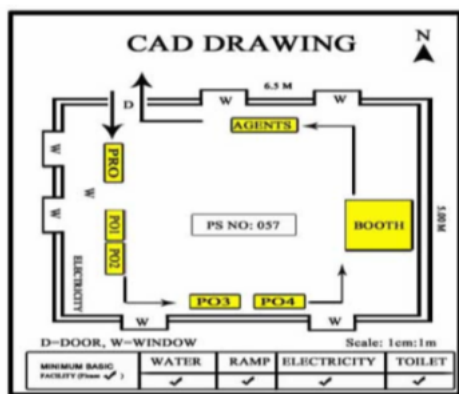 CAD DRAWING
N
6.5 M
D
W
W
AGENTS
W
PRO
W
W
PO1
PO2
PS NO: 057
BOOTH
5.00 M
ELECTRICITY
PO3
PO4
W
W
D=DOOR, W=WINDOW
Scale: 1cm:1m
MINIMUM BASIC
FACILITY (Please ✓)
WATER
RAMP
ELECTRICITY
TOILET
✓
✓
✓
✓